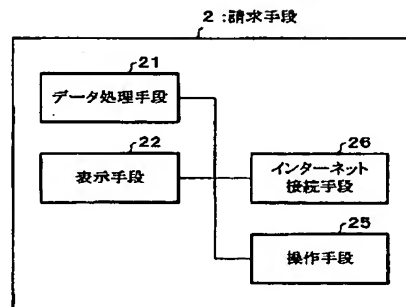 2 :請求手段
21
データ処理手段
22
表示手段
26
インターネット
接続手段
25
操作手段